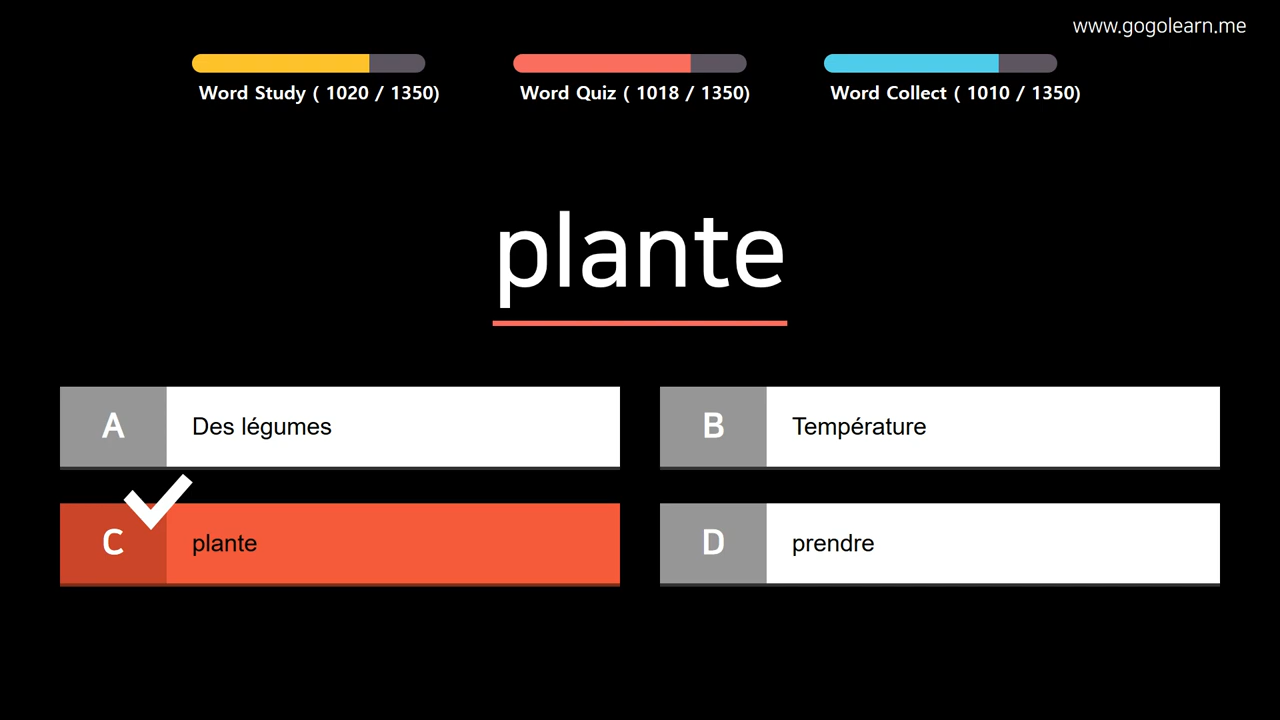 www.gogolearn.me
Word Study ( 1020 / 1350)
Word Quiz ( 1018 / 1350)
Word Collect ( 1010 / 1350)
plante
A
Des légumes
B
Température
C
plante
D
prendre